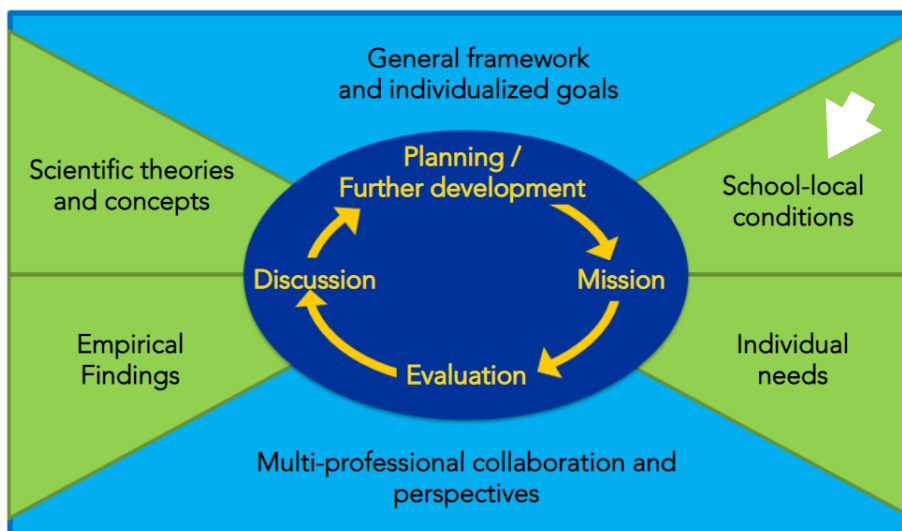 General framework
and individualized goals
Scientific theories
and concepts
Planning /
Further development
School-local
conditions
Discussion
Mission
Empirical
Findings
Evaluation
Individual
needs
Multi-professional collaboration and
perspectives